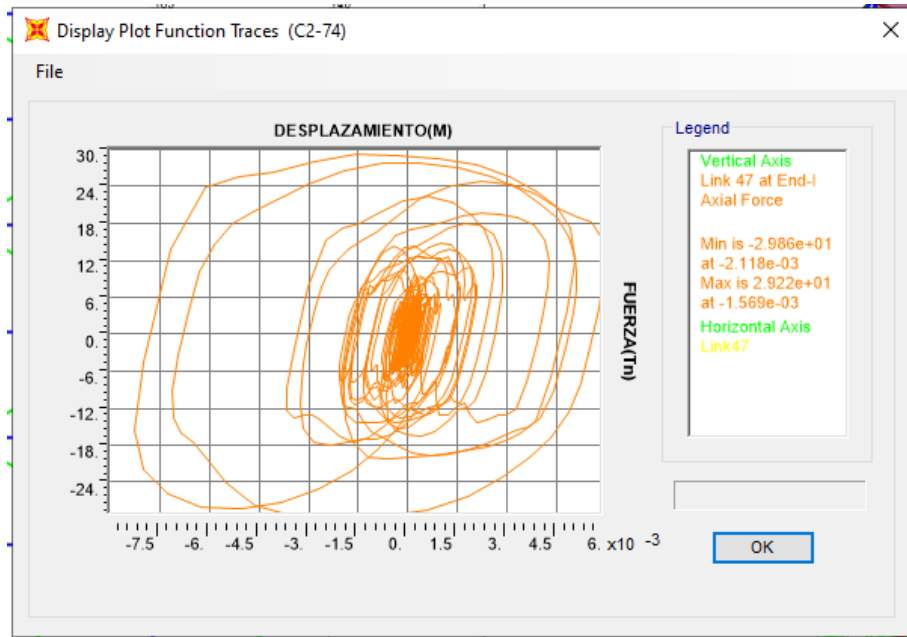 Display Plot Function Traces (C2-74)
File
DESPLAZAMIENTO(M)
30.
24.
18.
12.
6.
0.
-6.
-12.
-18.
-24.
-7.5 -6. -4.5 -3. -1.5 0. 1.5 3. 4.5 6. x10 -3
FUERZA(Tn)
Legend
Vertical Axis
Link 47 at End-I
Axial Force
Min is -2.986e+01
at -2.118e-03
Max is 2.922e+01
at -1.569e-03
Horizontal Axis
Link47
OK